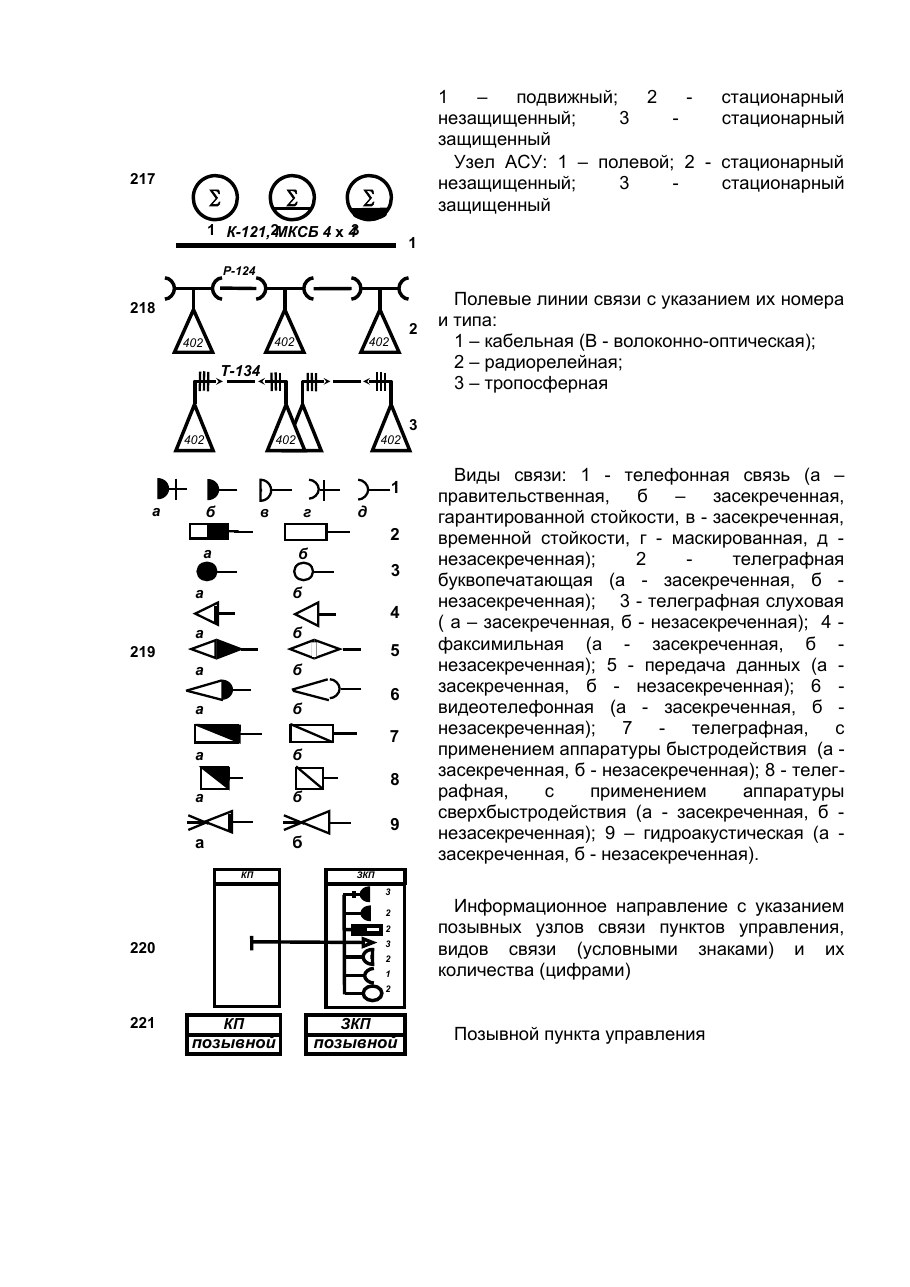 1 – подвижный; 2 - стационарный
незащищенный; 3 - стационарный
защищенный
217
Узел АСУ: 1 – полевой; 2 - стационарный
незащищенный; 3 - стационарный
защищенный
Σ Σ Σ
1 2 3
К-121, МКСБ 4 х 4
1
218
Р-124
402 402 402
2
Т-134
402 402 402
3
Полевые линии связи с указанием их номера
и типа:
1 – кабельная (В - волоконно-оптическая);
2 – радиорелейная;
3 – тропосферная
219
1
а б в г д
2
а б
3
а б
4
а б
5
а б
6
а б
7
а б
8
а б
9
а б
Виды связи: 1 - телефонная связь (а –
правительственная, б – засекреченная,
гарантированной стойкости, в - засекреченная,
временной стойкости, г - маскированная, д -
незасекреченная); 2 - телеграфная
буквопечатающая (а - засекреченная, б -
незасекреченная); 3 - телеграфная слуховая
( а – засекреченная, б - незасекреченная); 4 -
факсимильная (а - засекреченная, б -
незасекреченная); 5 - передача данных (а -
засекреченная, б - незасекреченная); 6 -
видеотелефонная (а - засекреченная, б -
незасекреченная); 7 - телеграфная, с
применением аппаратуры быстродействия (а -
засекреченная, б - незасекреченная); 8 - телег-
рафная, с применением аппаратуры
сверхбыстродействия (а - засекреченная, б -
незасекреченная); 9 – гидроакустическая (а -
засекреченная, б - незасекреченная).
220
КП ЗКП
3
2
2
3
2
1
2
Информационное направление с указанием
позывных узлов связи пунктов управления,
видов связи (условными знаками) и их
количества (цифрами)
221
КП ЗКП
позывной позывной
Позывной пункта управления